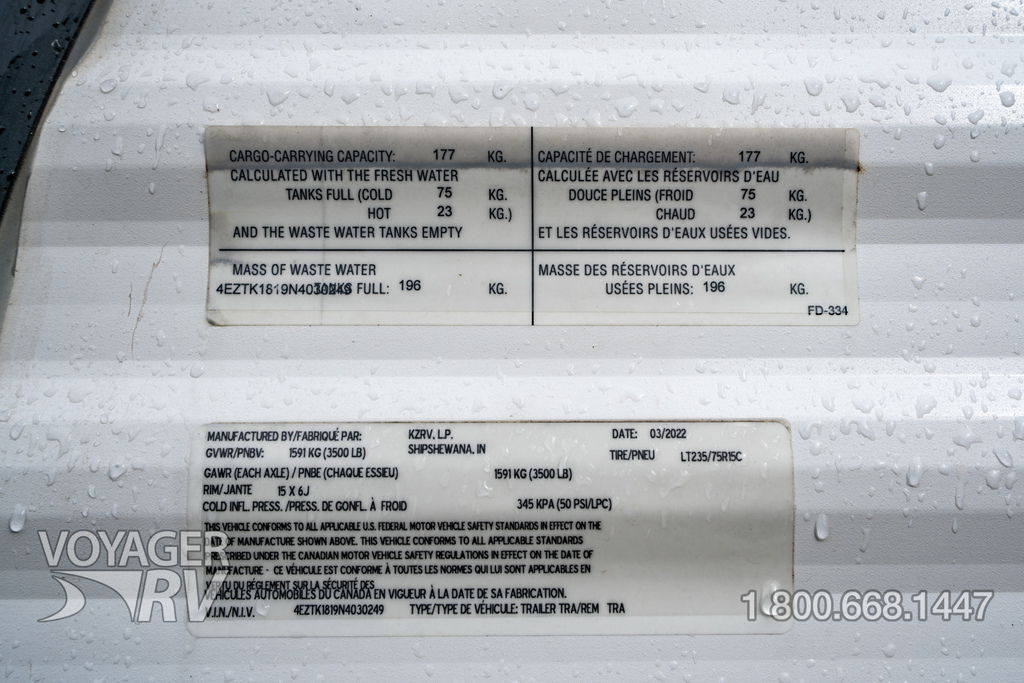 CARGO-CARRYING CAPACITY: 177 KG.
CALCULATED WITH THE FRESH WATER
TANKS FULL (COLD 75 KG.
HOT 23 KG.)
AND THE WASTE WATER TANKS EMPTY
MASS OF WASTE WATER
TANKS FULL: 196 KG.
4EZTK1819N4030249
CAPACITÉ DE CHARGEMENT: 177 KG.
CALCULÉE AVEC LES RÉSERVOIRS D'EAU
DOUCE PLEINS (FROID 75 KG.
CHAUD 23 KG.)
ET LES RÉSERVOIRS D'EAUX USÉES VIDES.
MASSE DES RÉSERVOIRS D'EAUX
USÉES PLEINS: 196 KG.
FD-334
MANUFACTURED BY/FABRIQUÉ PAR: KZRV, L.P. DATE: 03/2022
GVWR/PNBV: 1591 KG (3500 LB) SHIPSHEWANA, IN TIRE/PNEU LT235/75R15C
GAWR (EACH AXLE) / PNBE (CHAQUE ESSIEU) 1591 KG (3500 LB)
RIM/JANTE 15 X 6J
COLD INFL. PRESS. /PRESS. DE GONFL. À FROID 345 KPA (50 PSI/LPC)
THIS VEHICLE CONFORMS TO ALL APPLICABLE U.S. FEDERAL MOTOR VEHICLE SAFETY STANDARDS IN EFFECT ON THE
DATE OF MANUFACTURE SHOWN ABOVE. THIS VEHICLE CONFORMS TO ALL APPLICABLE STANDARDS
PRESCRIBED UNDER THE CANADIAN MOTOR VEHICLE SAFETY REGULATIONS IN EFFECT ON THE DATE OF
MANUFACTURE - CE VÉHICULE EST CONFORME À TOUTES LES NORMES QUI LUI SONT APPLICABLES EN
VERTU DU RÉGLEMENT SUR LA SÉCURITÉ DES
VÉHICULES AUTOMOBILES DU CANADA EN VIGUEUR À LA DATE DE SA FABRICATION.
V.I.N./N.I.V. 4EZTK1819N4030249 TYPE/TYPE DE VÉHICULE: TRAILER TRA/REM TRA
VOYAGER
RV
1.800.668.1447